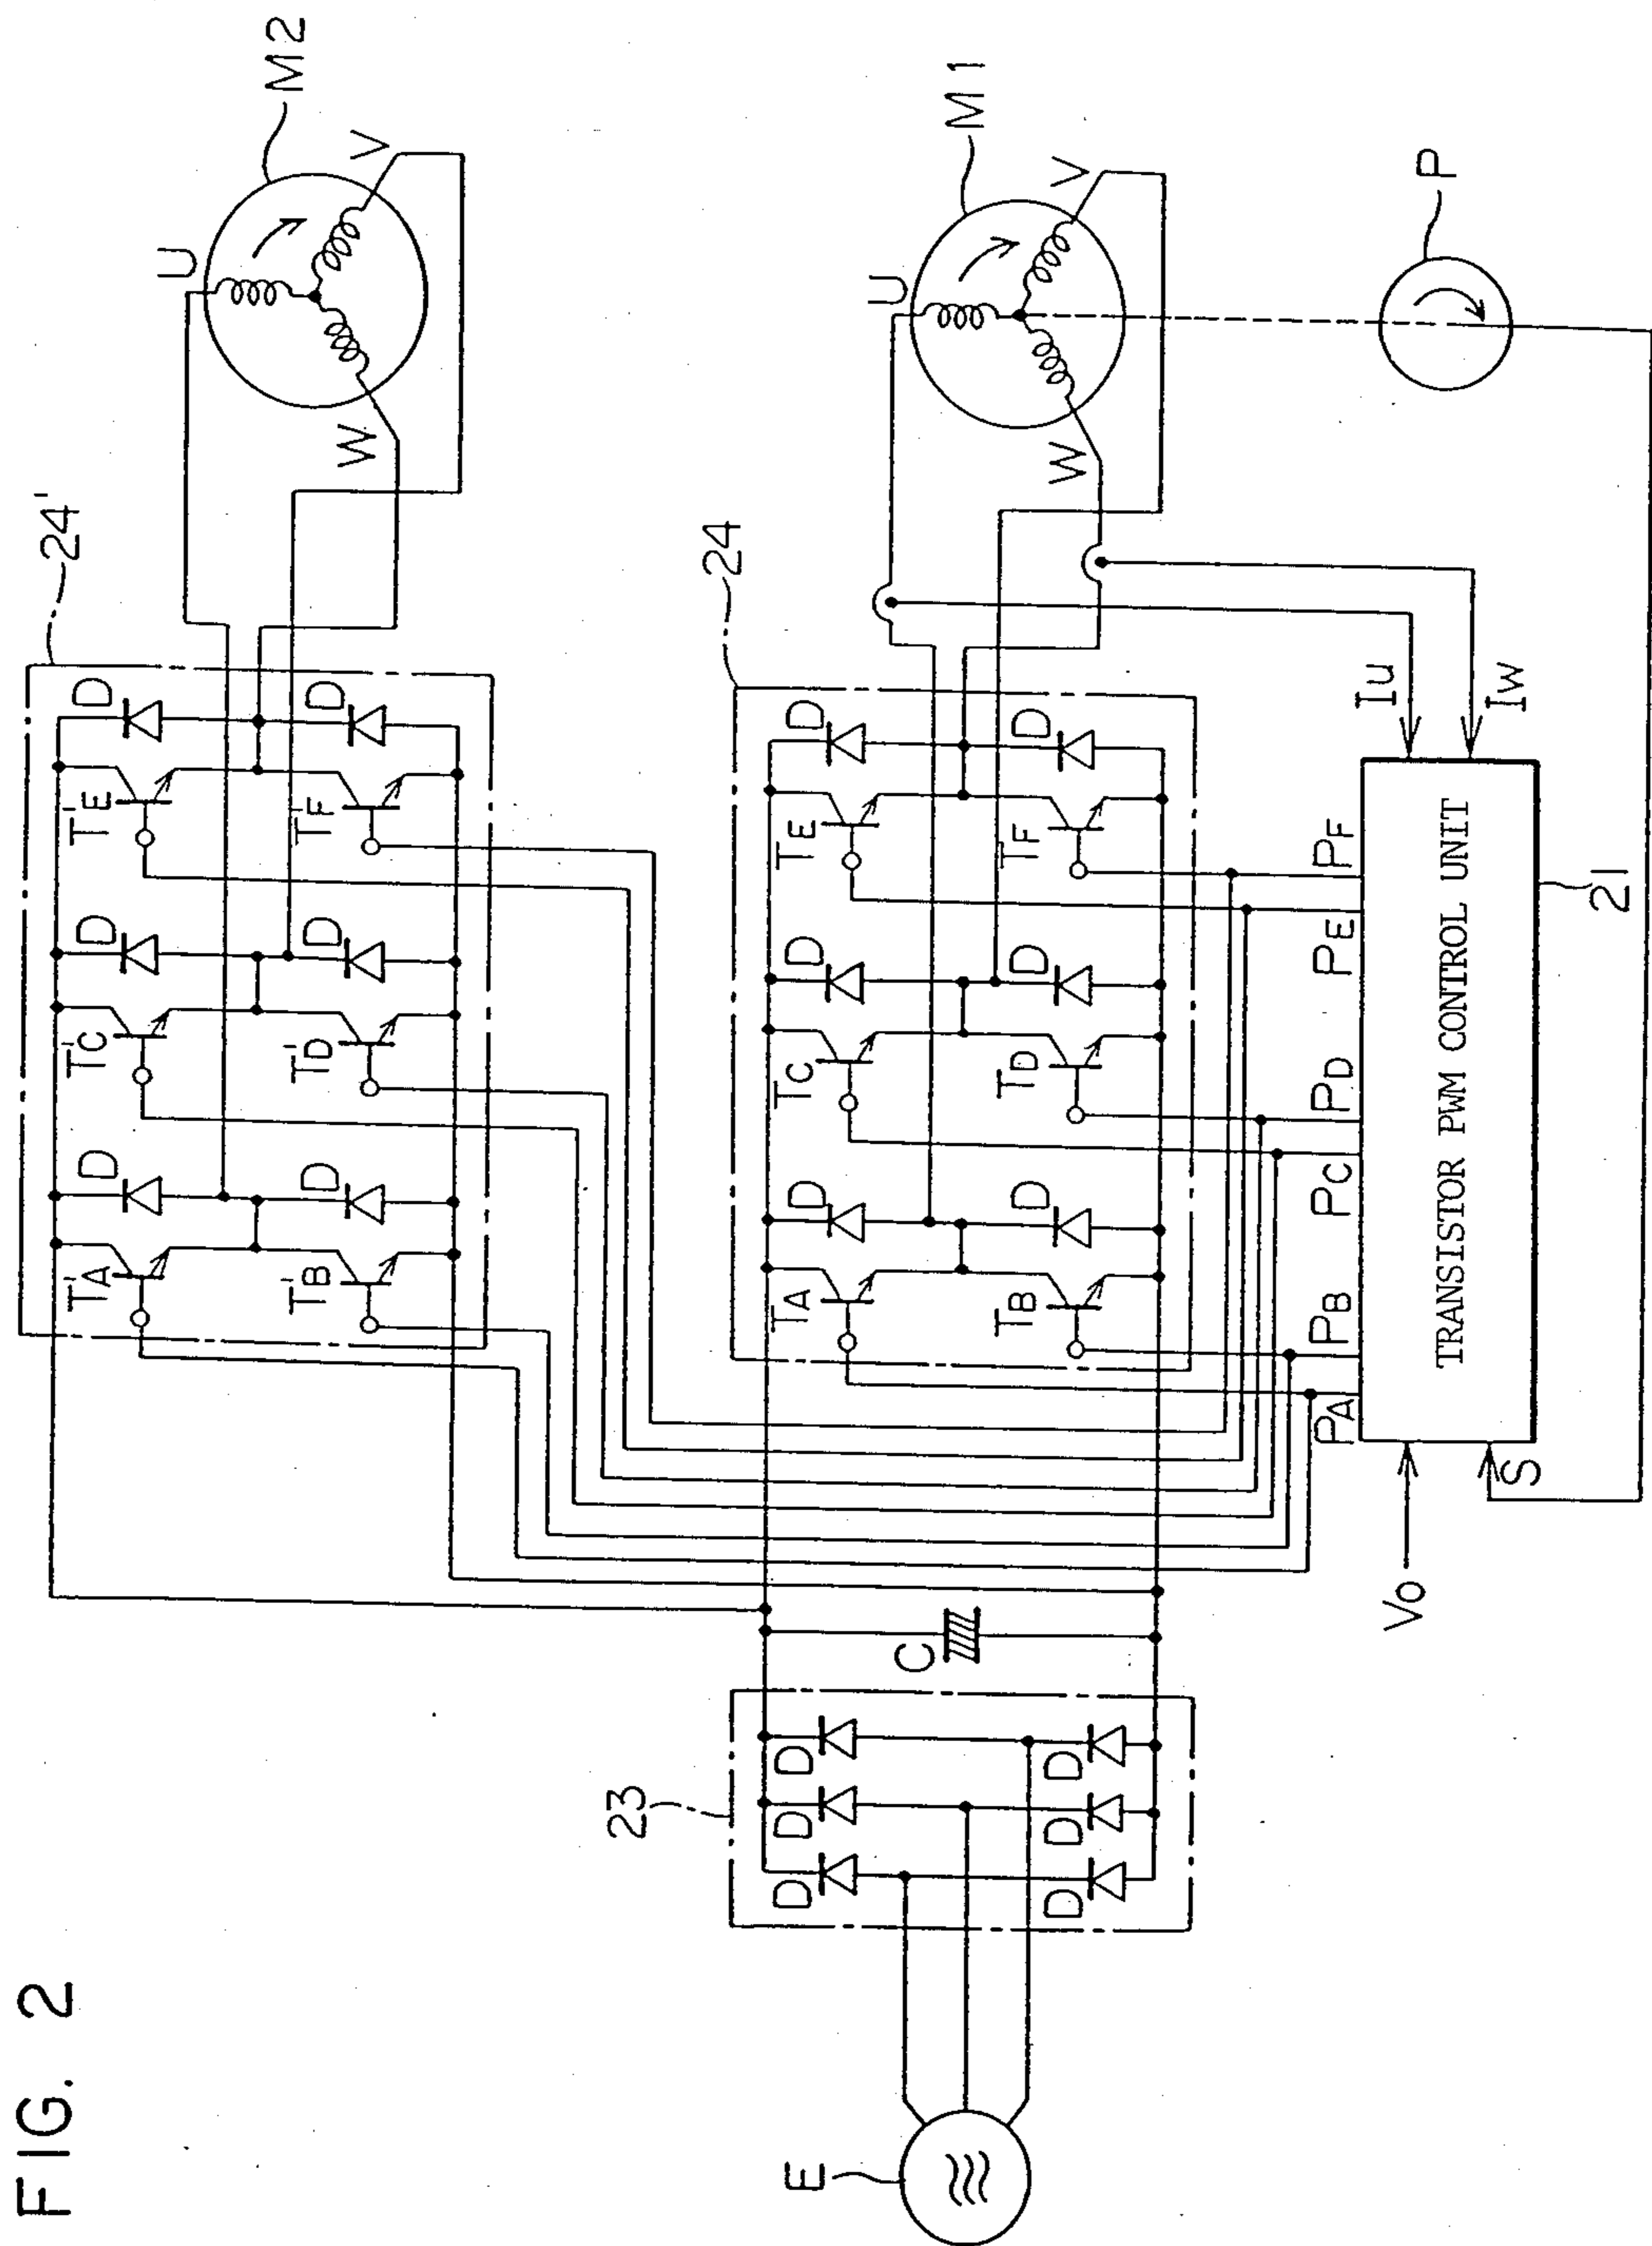 FIG. 2
24'
M2
U
V
W
T'A
D
T'C
D
T'E
D
T'B
D
T'D
D
T'F
D
23
24
M1
U
V
W
D
D
D
TA
D
TC
D
TE
D
E
C
D
D
D
TB
D
TD
D
TF
D
PA
PB
PC
PD
PE
PF
Iu
Iw
P
Vo
S
TRANSISTOR PWM CONTROL UNIT
21